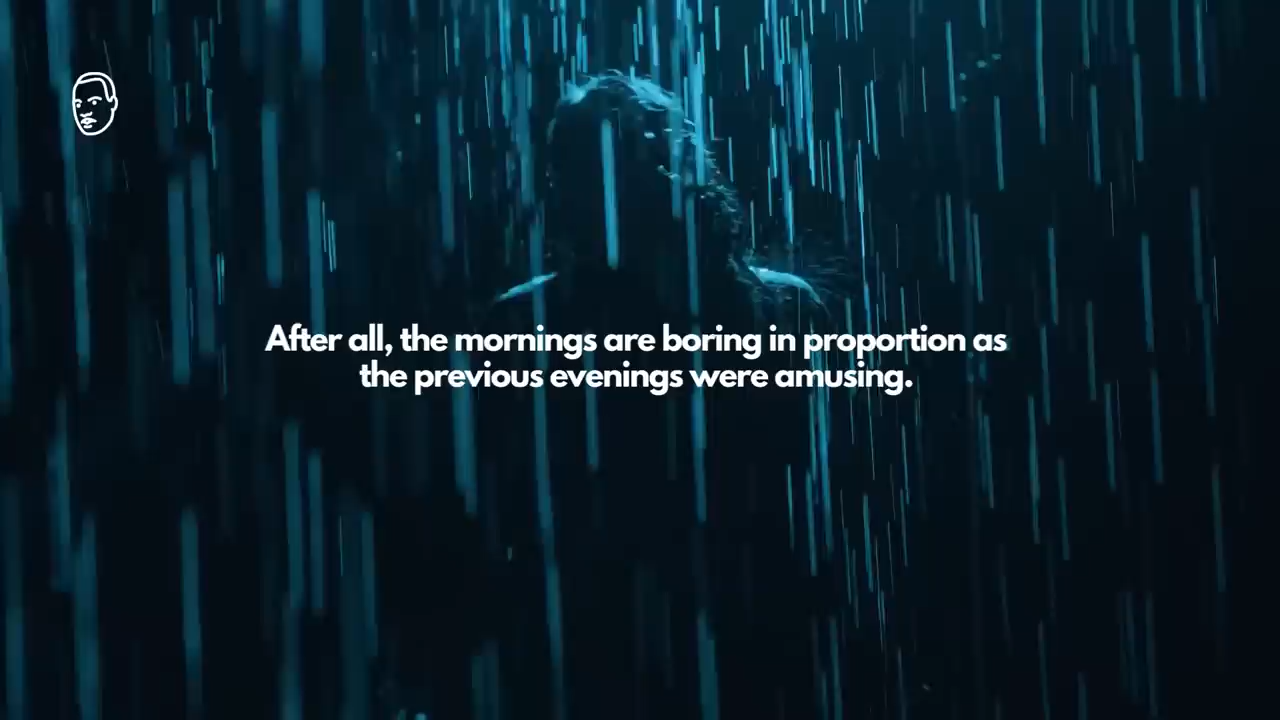 After all, the mornings are boring in proportion as
the previous evenings were amusing.